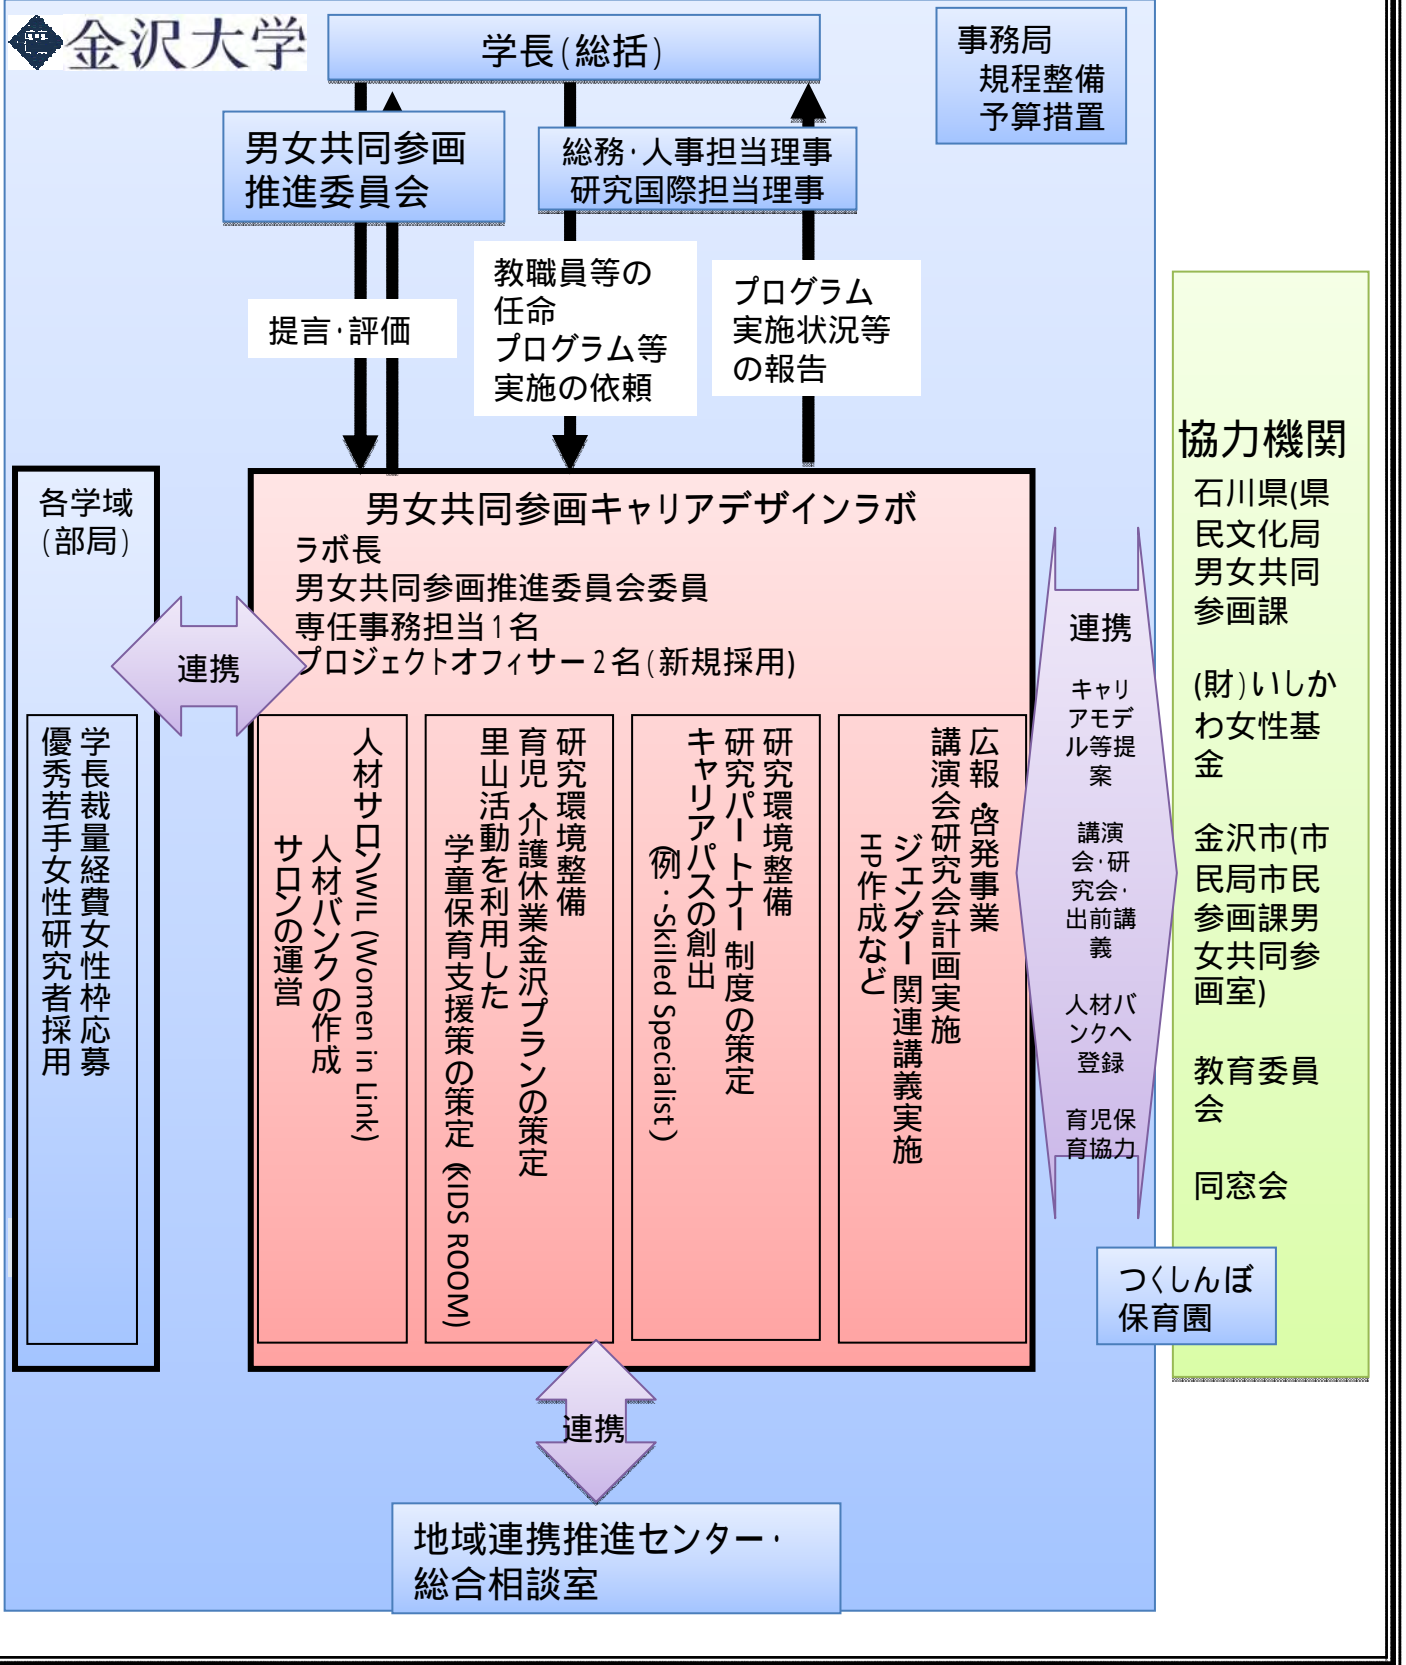 金沢大学
学長(総括)
事務局
規程整備
予算措置
男女共同参画
推進委員会
総務・人事担当理事
研究国際担当理事
提言・評価
教職員等の
任命
プログラム等
実施の依頼
プログラム
実施状況等
の報告
各学域
(部局)
学長裁量経費女性枠応募
優秀若手女性研究者採用
連携
男女共同参画キャリアデザインラボ
ラボ長
男女共同参画推進委員会委員
専任事務担当1名
プロジェクトオフィサー2名(新規採用)
人材サロンWIL (Women in Link)
人材バンクの作成
サロンの運営
研究環境整備
育児・介護休業金沢プランの策定
里山活動を利用した
学童保育支援策の策定 (KIDS ROOM)
研究環境整備
研究パートナー制度の策定
キャリアパスの創出
(例:Skilled Specialist)
広報・啓発事業
講演会研究会計画実施
ジェンダー関連講義実施
HP作成など
連携
キャリ
アモデ
ル等提
案
講演
会・研
究会・
出前講
義
人材バ
ンクへ
登録
育児保
育協力
協力機関
石川県(県
民文化局
男女共同
参画課
(財)いしか
わ女性基
金
金沢市(市
民局市民
参画課男
女共同参
画室)
教育委員
会
同窓会
つくしんぼ
保育園
連携
地域連携推進センター・
総合相談室